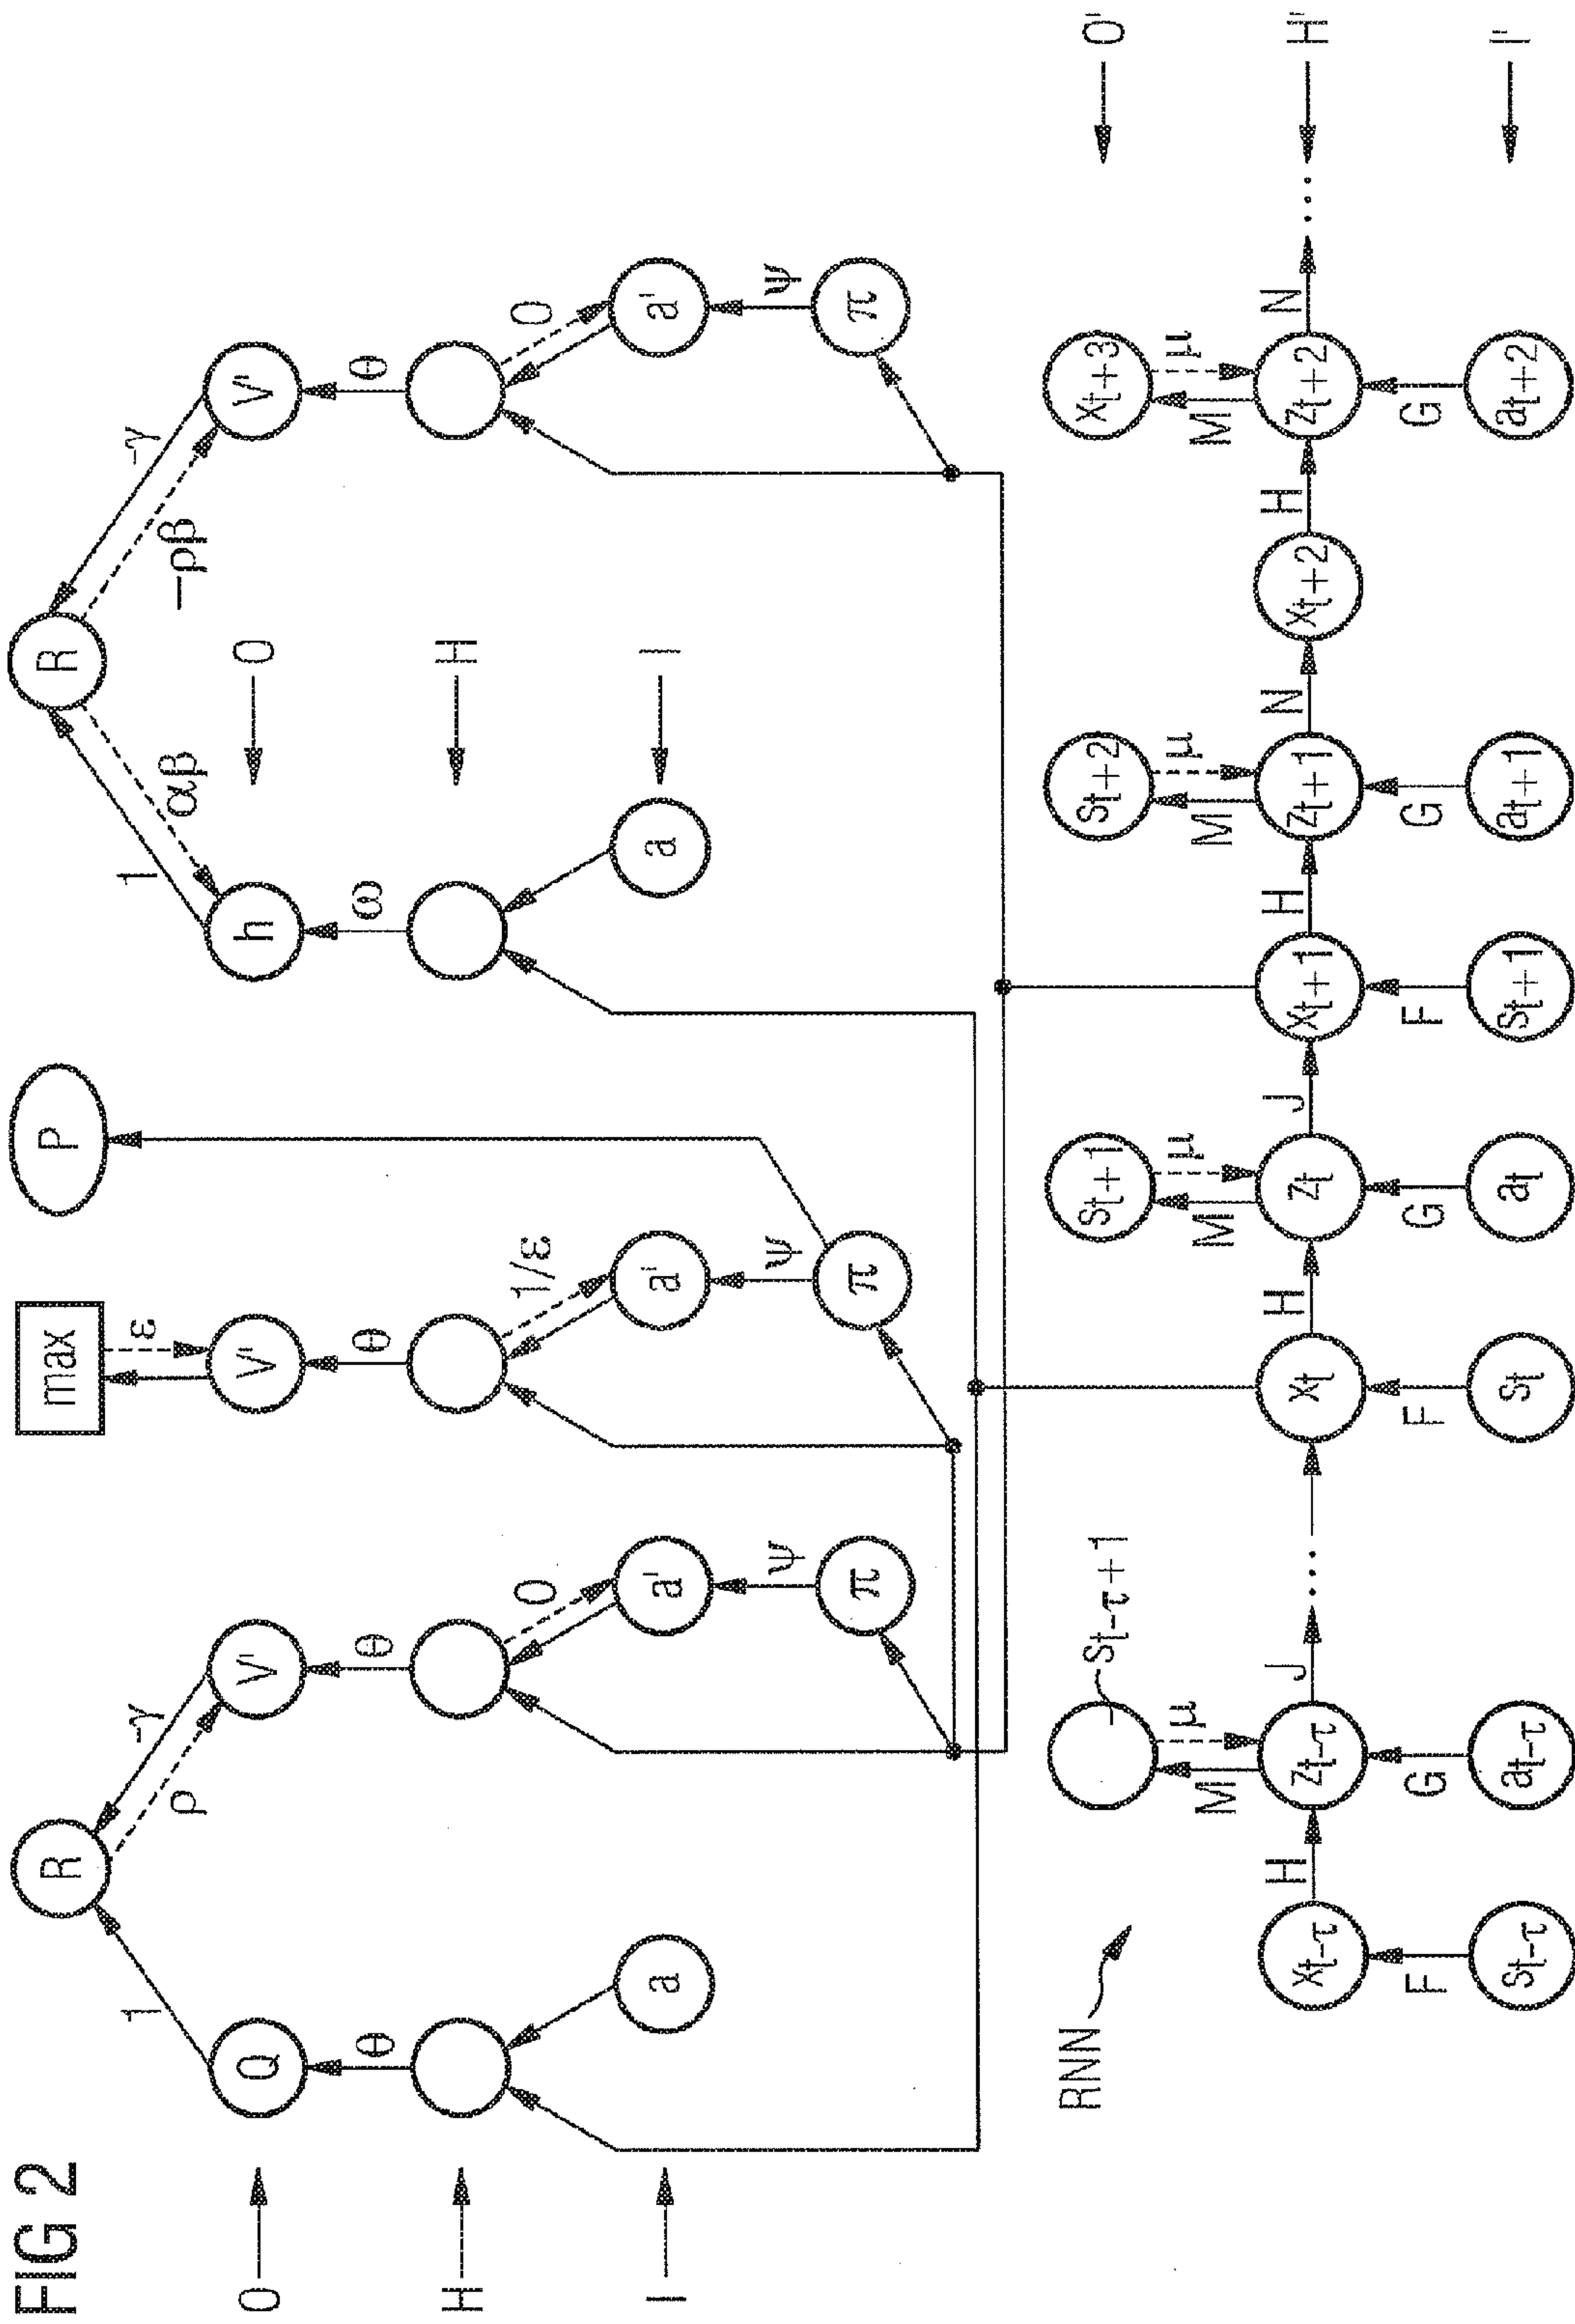 FIG 2
R R
max P
1 ρ -γ ε 1 αβ -ρβ -γ
O → Q V' V' h ← O V'
θ θ θ ω θ
H → ← H
0 1/ε 0
I → a a' a' a ← I a'
ψ ψ ψ
π π π
RNN
St-τ+1 St+1 St+2 Xt+3 ← O'
M μ M μ M μ M μ
Xt-τ H Zt-τ J ... Xt H Zt J Xt+1 H Zt+1 N Xt+2 H Zt+2 N ... ← H'
F G F G F G G
St-τ at-τ St at St+1 at+1 at+2 ← I'